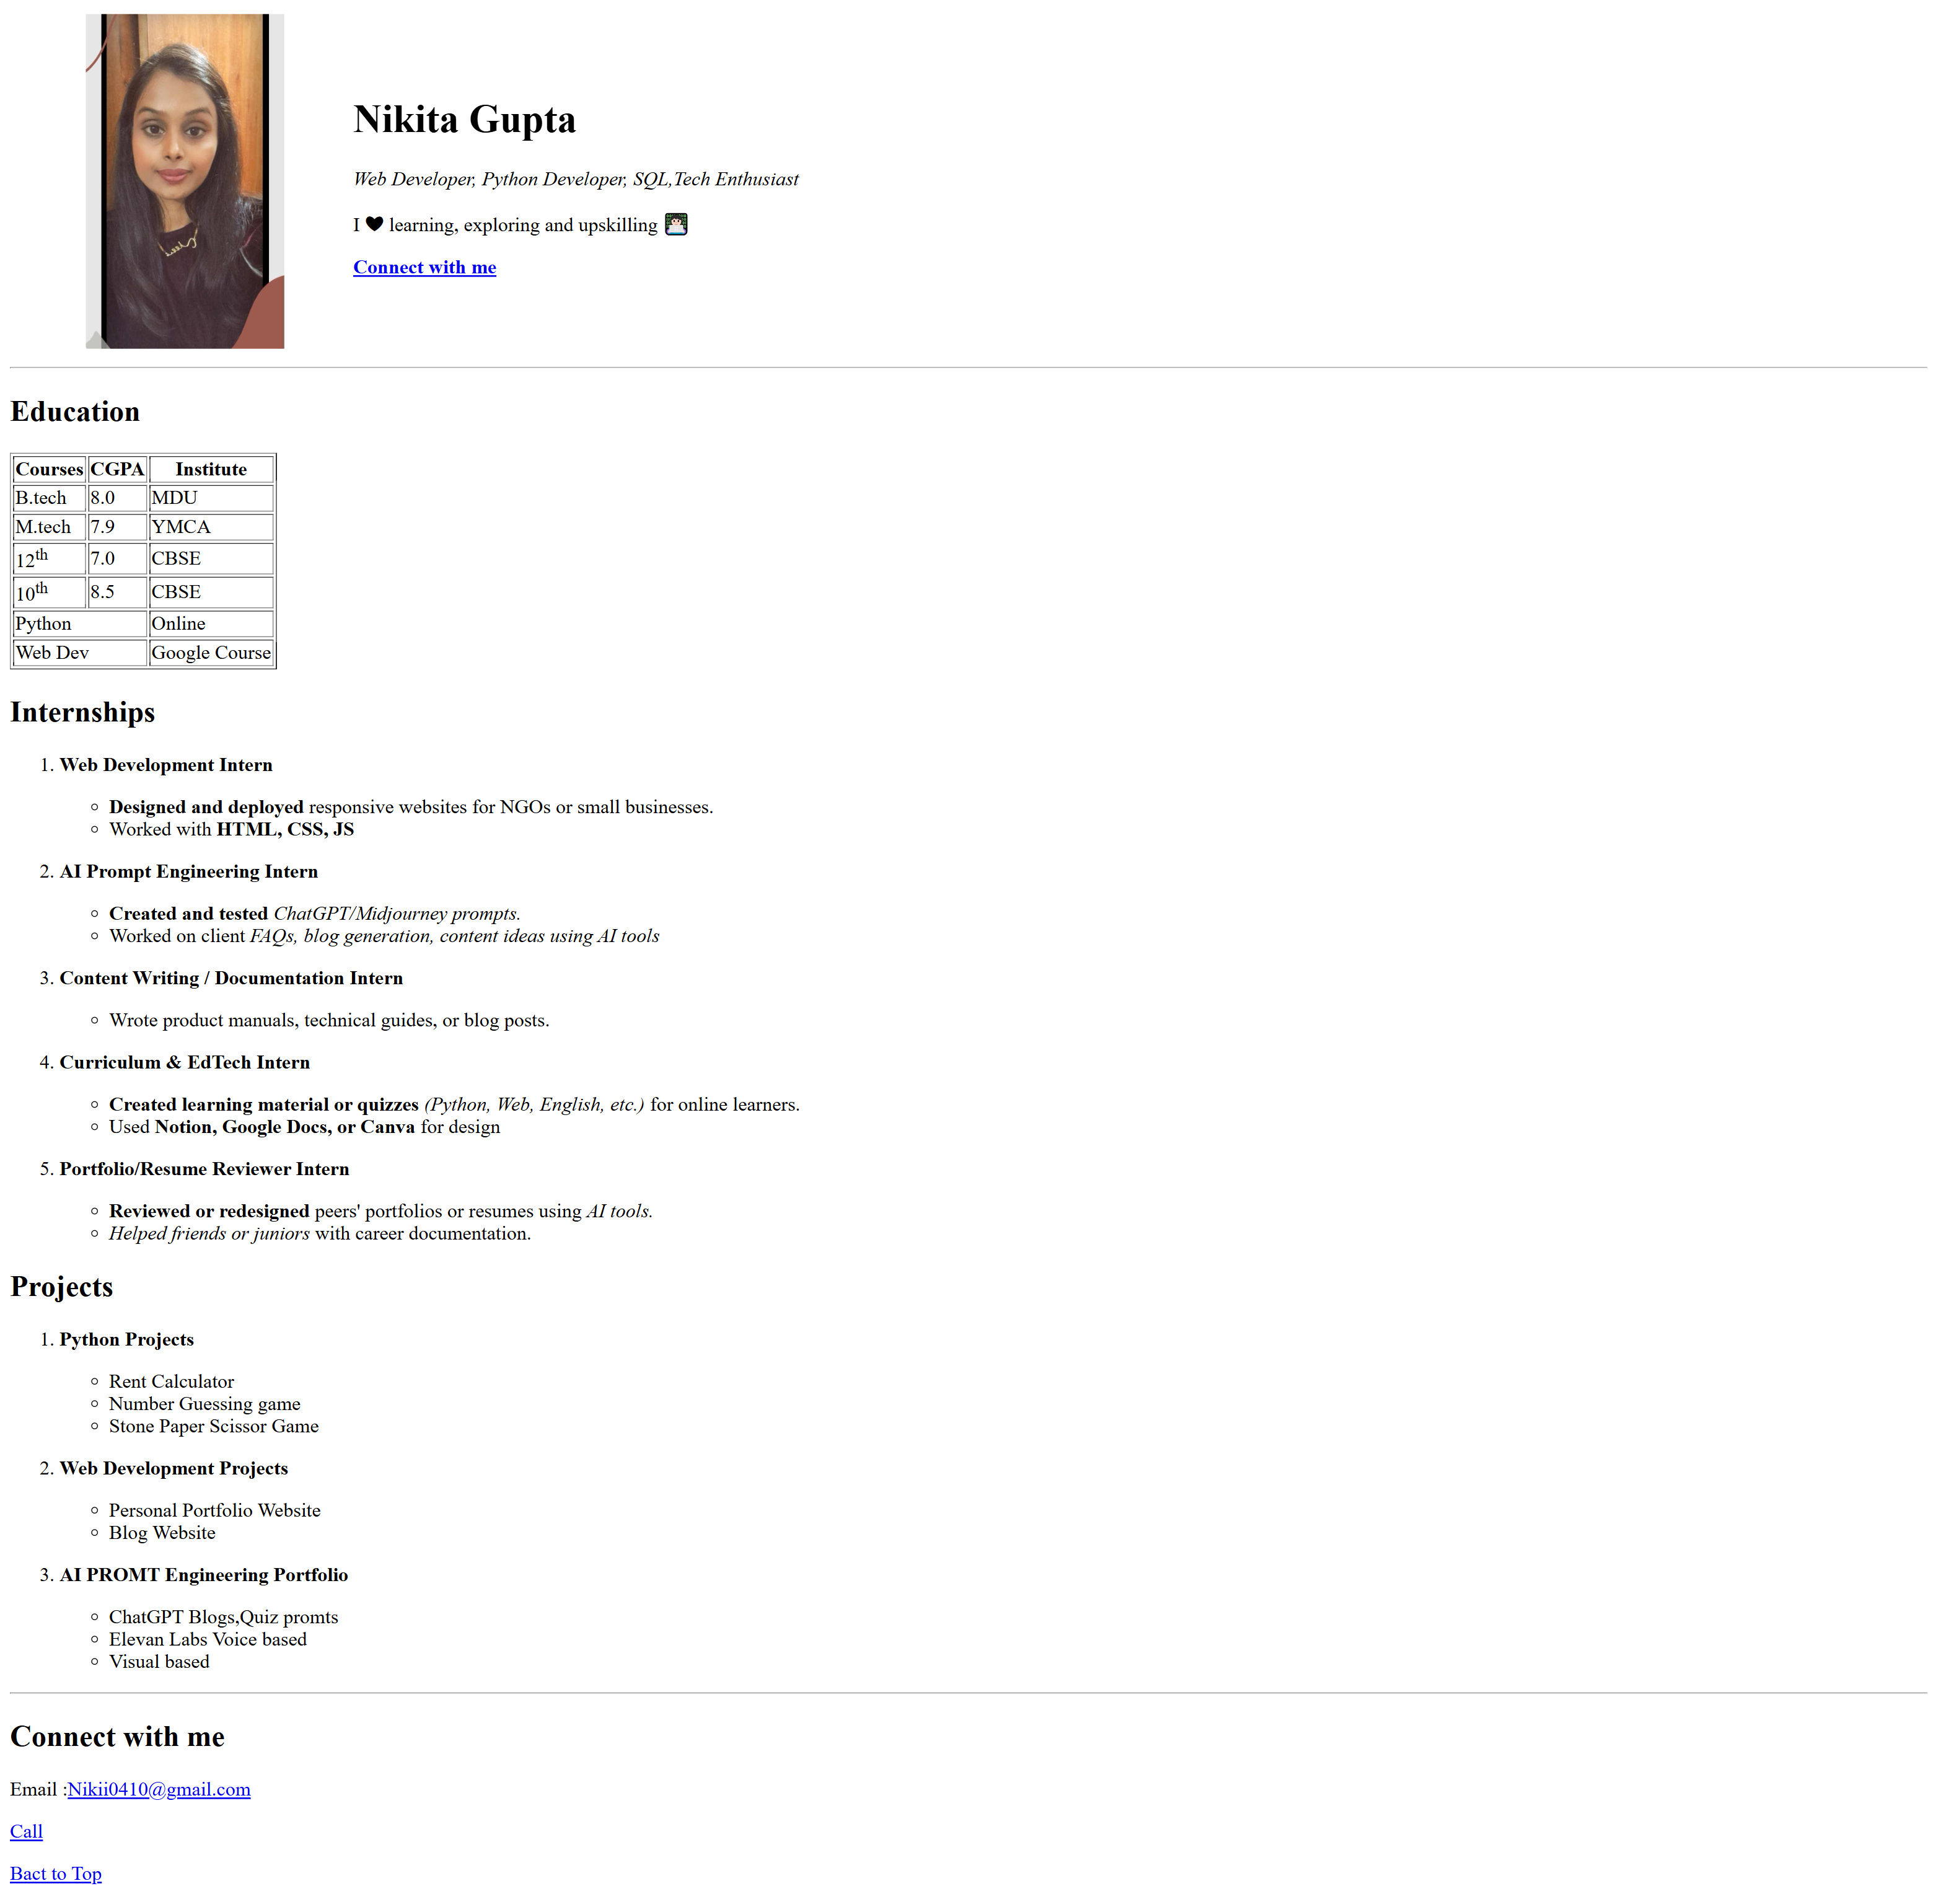 Nikita Gupta
Web Developer, Python Developer, SQL,Tech Enthusiast
I 🖤 learning, exploring and upskilling 👩🏻‍💻
Connect with me
Education
Courses CGPA Institute
B.tech 8.0 MDU
M.tech 7.9 YMCA
12th 7.0 CBSE
10th 8.5 CBSE
Python Online
Web Dev Google Course
Internships
1. Web Development Intern
Designed and deployed responsive websites for NGOs or small businesses.
Worked with HTML, CSS, JS
2. AI Prompt Engineering Intern
Created and tested ChatGPT/Midjourney prompts.
Worked on client FAQs, blog generation, content ideas using AI tools
3. Content Writing / Documentation Intern
Wrote product manuals, technical guides, or blog posts.
4. Curriculum & EdTech Intern
Created learning material or quizzes (Python, Web, English, etc.) for online learners.
Used Notion, Google Docs, or Canva for design
5. Portfolio/Resume Reviewer Intern
Reviewed or redesigned peers' portfolios or resumes using AI tools.
Helped friends or juniors with career documentation.
Projects
1. Python Projects
Rent Calculator
Number Guessing game
Stone Paper Scissor Game
2. Web Development Projects
Personal Portfolio Website
Blog Website
3. AI PROMT Engineering Portfolio
ChatGPT Blogs,Quiz promts
Elevan Labs Voice based
Visual based
Connect with me
Email :Nikii0410@gmail.com
Call
Bact to Top